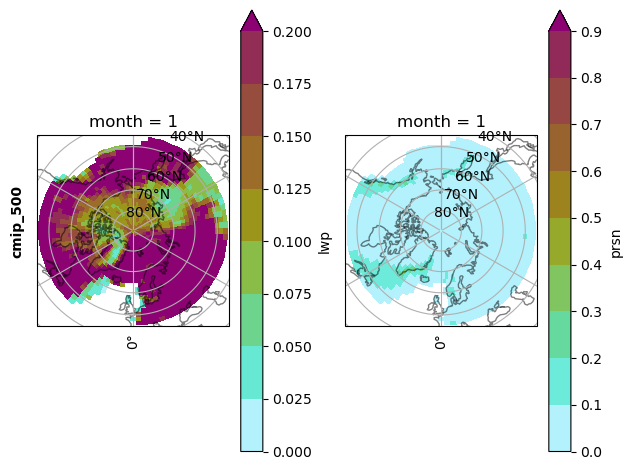 month = 1
40°N
50°N
60°N
70°N
80°N
0°
cmip_500
0.200
0.175
0.150
0.125
0.100
0.075
0.050
0.025
0.000
lwp
month = 1
40°N
50°N
60°N
70°N
80°N
0°
0.9
0.8
0.7
0.6
0.5
0.4
0.3
0.2
0.1
0.0
prsn